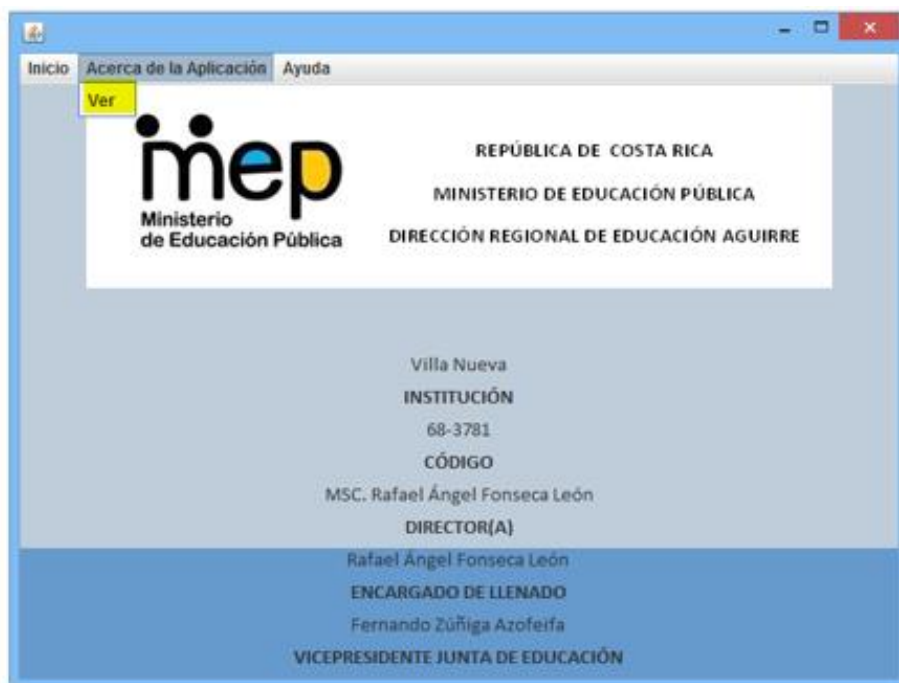 Inicio Acerca de la Aplicación Ayuda
Ver
mep
Ministerio
de Educación Pública
REPÚBLICA DE COSTA RICA
MINISTERIO DE EDUCACIÓN PÚBLICA
DIRECCIÓN REGIONAL DE EDUCACIÓN AGUIRRE
Villa Nueva
INSTITUCIÓN
68-3781
CÓDIGO
MSC. Rafael Ángel Fonseca León
DIRECTOR(A)
Rafael Ángel Fonseca León
ENCARGADO DE LLENADO
Fernando Zúñiga Azofeifa
VICEPRESIDENTE JUNTA DE EDUCACIÓN